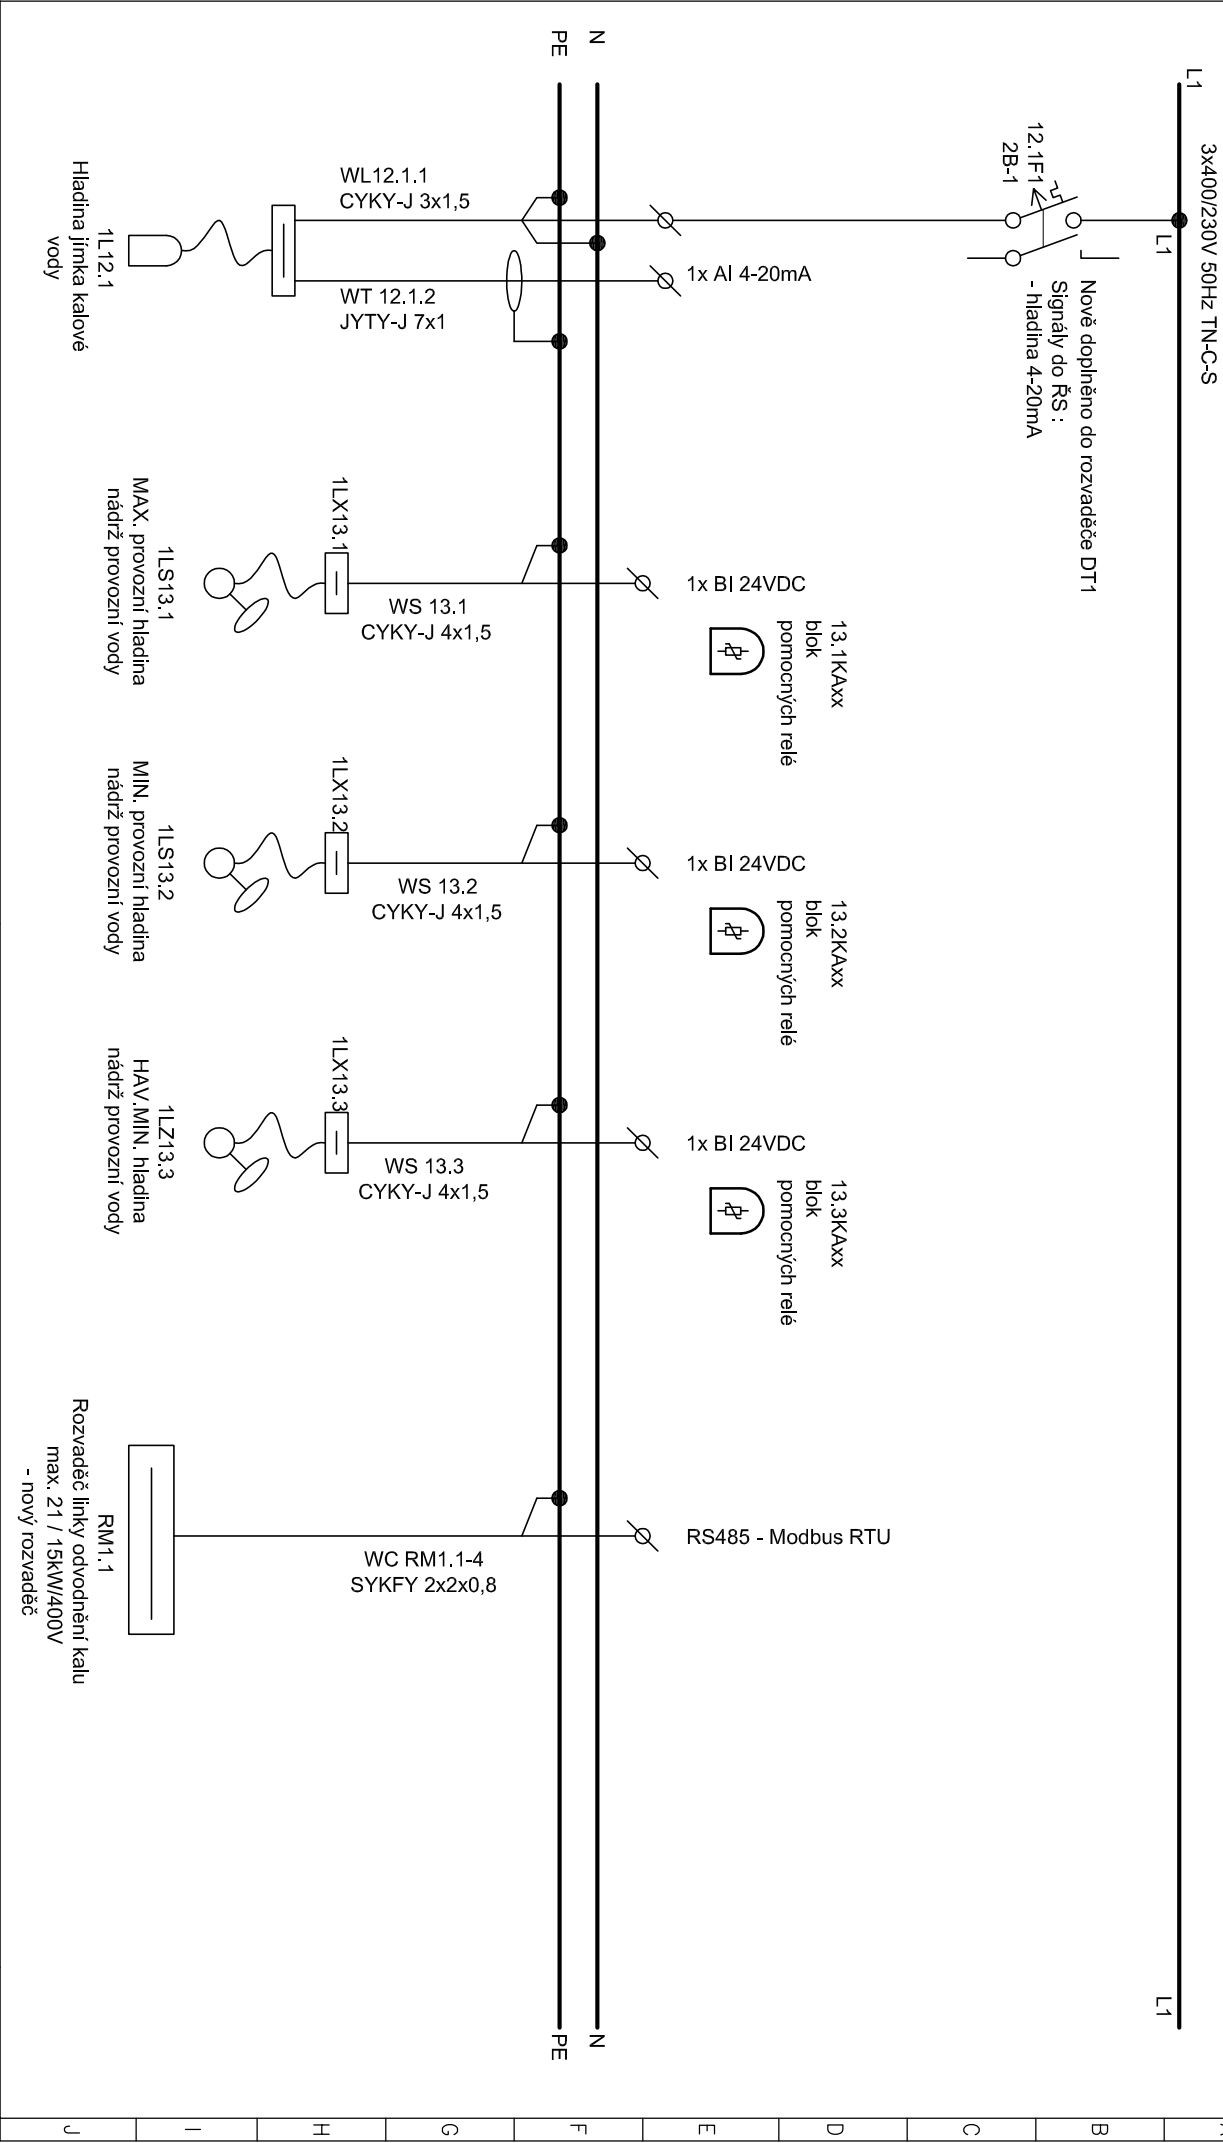 3x400/230V 50Hz TN-C-S
L1
L1
L1
12.1F1
2B-1
Nově doplněno do rozvaděče DT1
Signály do ŘS :
- hladina 4-20mA
1x AI 4-20mA
1x BI 24VDC
13.1KAxx
blok
pomocných relé
1x BI 24VDC
13.2KAxx
blok
pomocných relé
1x BI 24VDC
13.3KAxx
blok
pomocných relé
RS485 - Modbus RTU
N
N
PE
PE
WL12.1.1
CYKY-J 3x1,5
WT 12.1.2
JYTY-J 7x1
1LX13.1
WS 13.1
CYKY-J 4x1,5
1LX13.2
WS 13.2
CYKY-J 4x1,5
1LX13.3
WS 13.3
CYKY-J 4x1,5
WC RM1.1-4
SYKFY 2x2x0,8
1L12.1
Hladina jímka kalové
vody
1LS13.1
MAX. provozní hladina
nádrž provozní vody
1LS13.2
MIN. provozní hladina
nádrž provozní vody
1LZ13.3
HAV.MIN. hladina
nádrž provozní vody
RM1.1
Rozvaděč linky odvodnění kalu
max. 21 / 15kW/400V
- nový rozvaděč
B
C
D
E
F
G
H
I
J